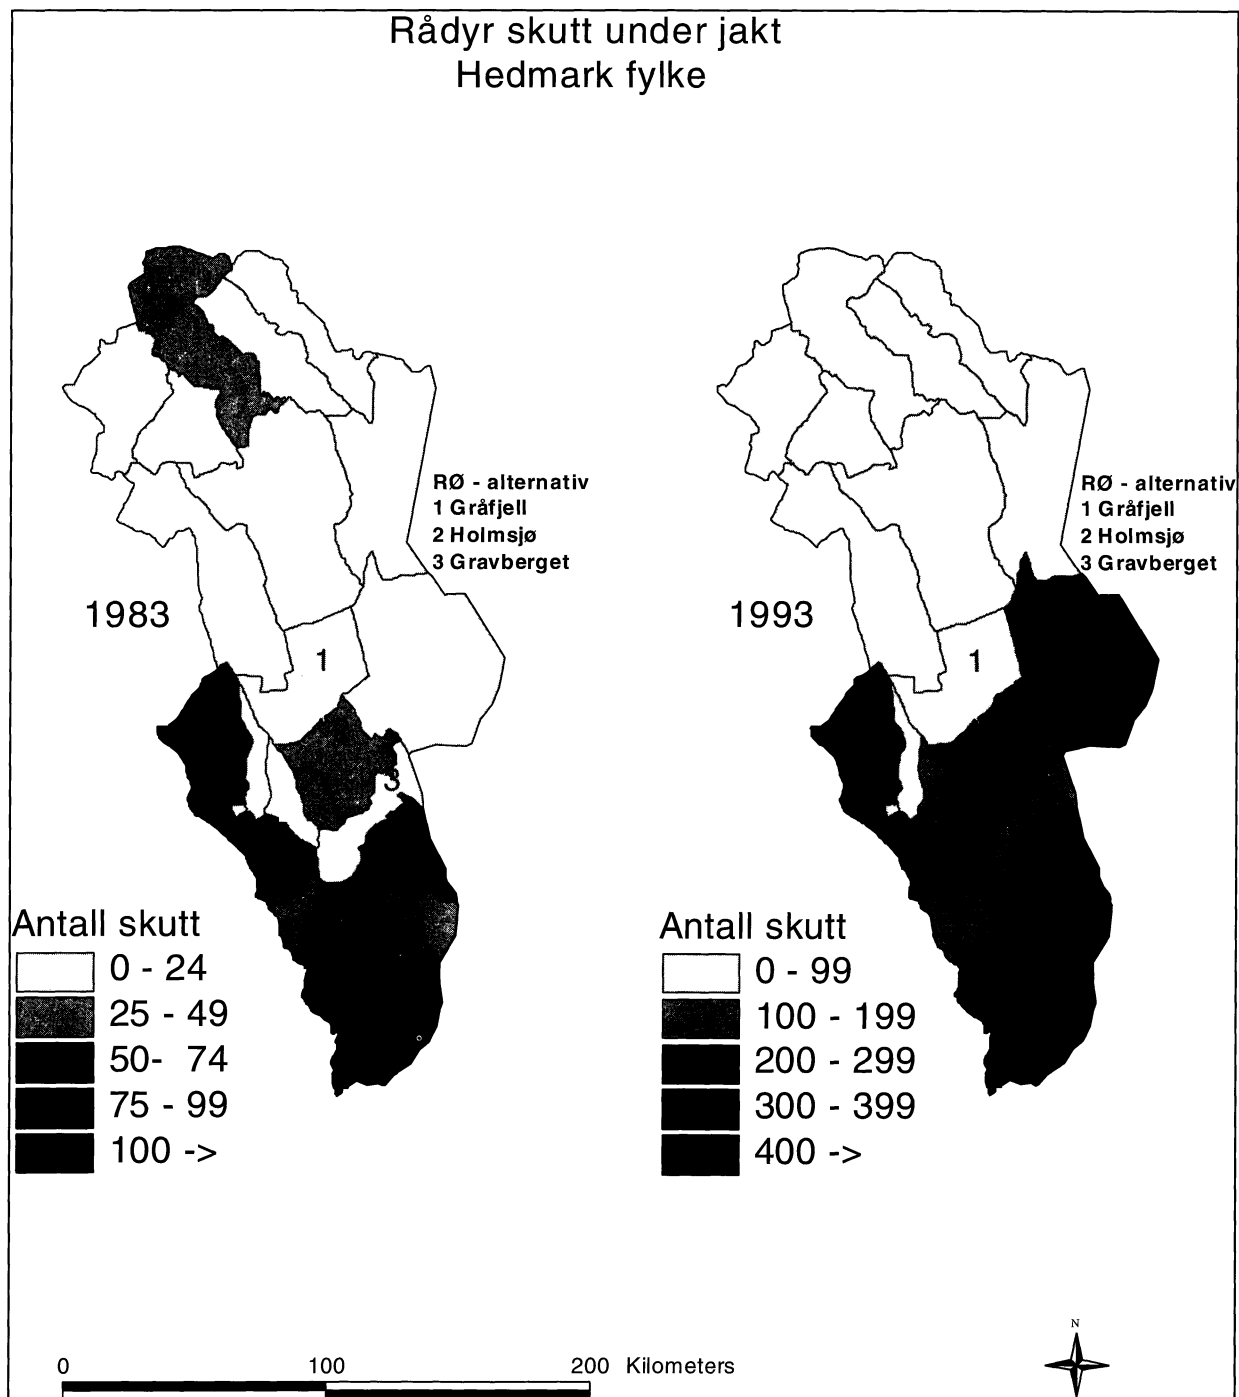 Rådyr skutt under jakt
Hedmark fylke
RØ - alternativ
1 Gråfjell
2 Holmsjø
3 Gravberget
1983
1
3
Antall skutt
0 - 24
25 - 49
50- 74
75 - 99
100 ->
RØ - alternativ
1 Gråfjell
2 Holmsjø
3 Gravberget
1993
1
Antall skutt
0 - 99
100 - 199
200 - 299
300 - 399
400 ->
N
0 100 200 Kilometers